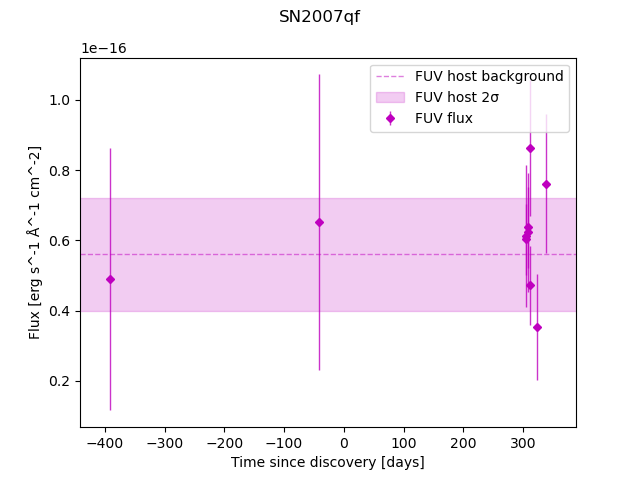 SN2007qf
1e−16
FUV host background
FUV host 2σ
FUV flux
1.0
0.8
0.6
0.4
0.2
Flux [erg s^-1 Å^-1 cm^-2]
−400 −300 −200 −100 0 100 200 300
Time since discovery [days]